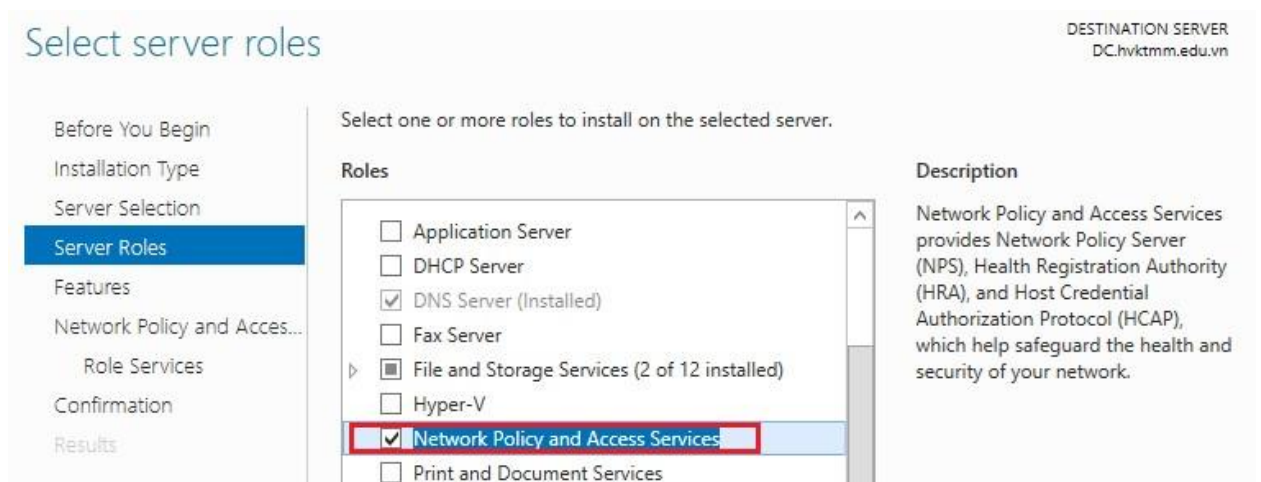 Select server roles
DESTINATION SERVER
DC.hvktmm.edu.vn
Before You Begin
Installation Type
Server Selection
Server Roles
Features
Network Policy and Acces...
Role Services
Confirmation
Results
Select one or more roles to install on the selected server.
Roles
Application Server
DHCP Server
DNS Server (Installed)
Fax Server
File and Storage Services (2 of 12 installed)
Hyper-V
Network Policy and Access Services
Print and Document Services
Description
Network Policy and Access Services
provides Network Policy Server
(NPS), Health Registration Authority
(HRA), and Host Credential
Authorization Protocol (HCAP),
which help safeguard the health and
security of your network.